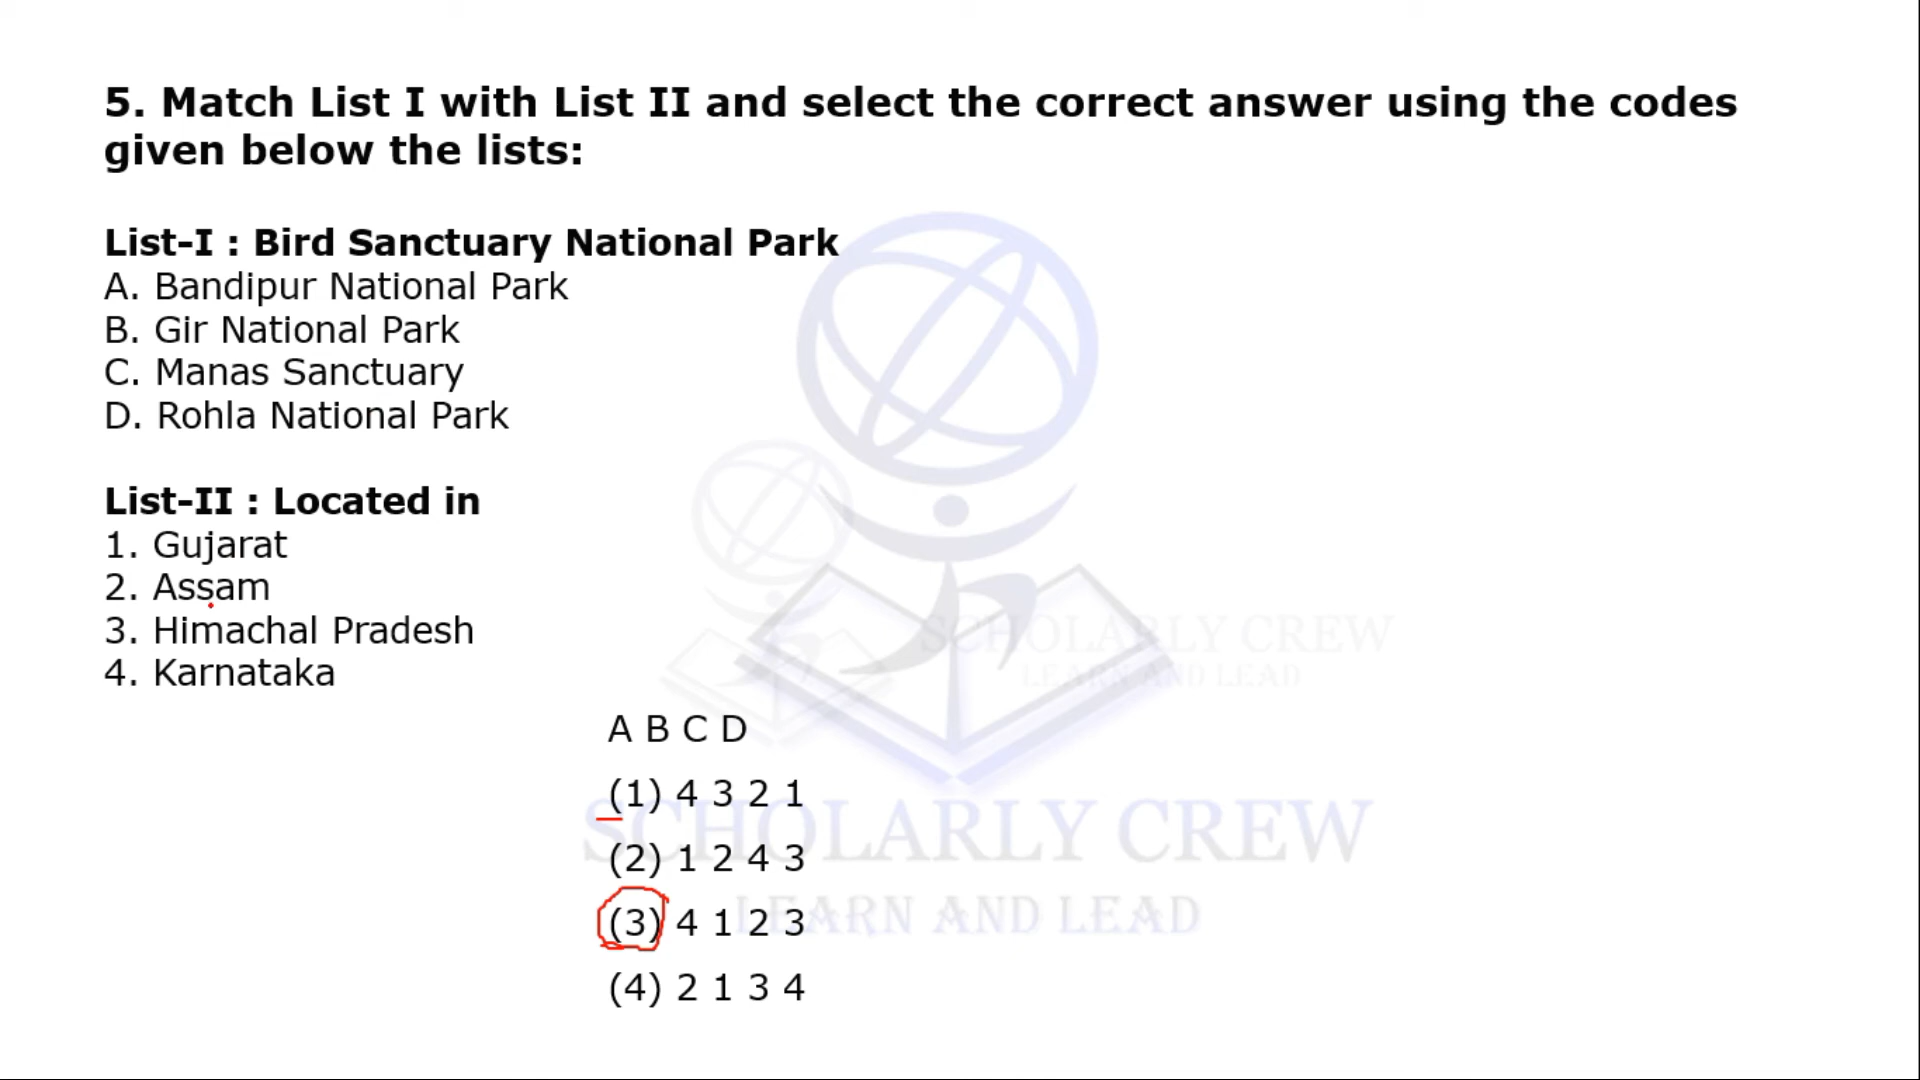 5. Match List I with List II and select the correct answer using the codes
given below the lists:
List-I : Bird Sanctuary National Park
A. Bandipur National Park
B. Gir National Park
C. Manas Sanctuary
D. Rohla National Park
List-II : Located in
1. Gujarat
2. Assam
3. Himachal Pradesh
4. Karnataka
SCHOLARLY CREW
LEARN AND LEAD
A B C D
(1) 4 3 2 1
SCHOLARLY CREW
(2) 1 2 4 3
(3) 4 1 2 3
LEARN AND LEAD
(4) 2 1 3 4